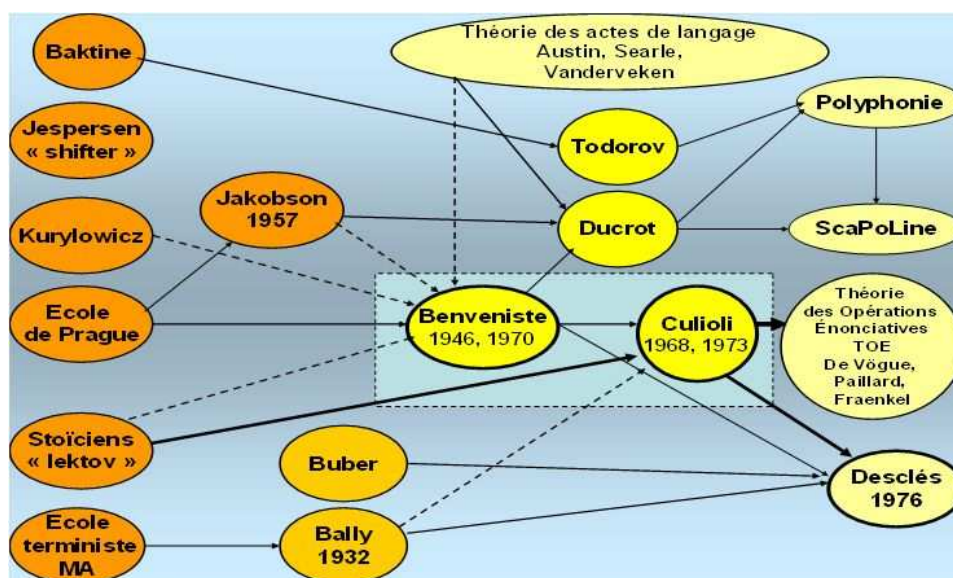 Baktine
Théorie des actes de langage
Austin, Searle,
Vanderveken
Polyphonie
Jespersen
« shifter »
Todorov
Jakobson
1957
Kurylowicz
Ducrot
ScaPoLine
Ecole
de Prague
Benveniste
1946, 1970
Culioli
1968, 1973
Théorie
des Opérations
Énonciatives
TOE
De Vögue,
Paillard,
Fraenkel
Stoïciens
« lektov »
Buber
Desclés
1976
Ecole
terministe
MA
Bally
1932